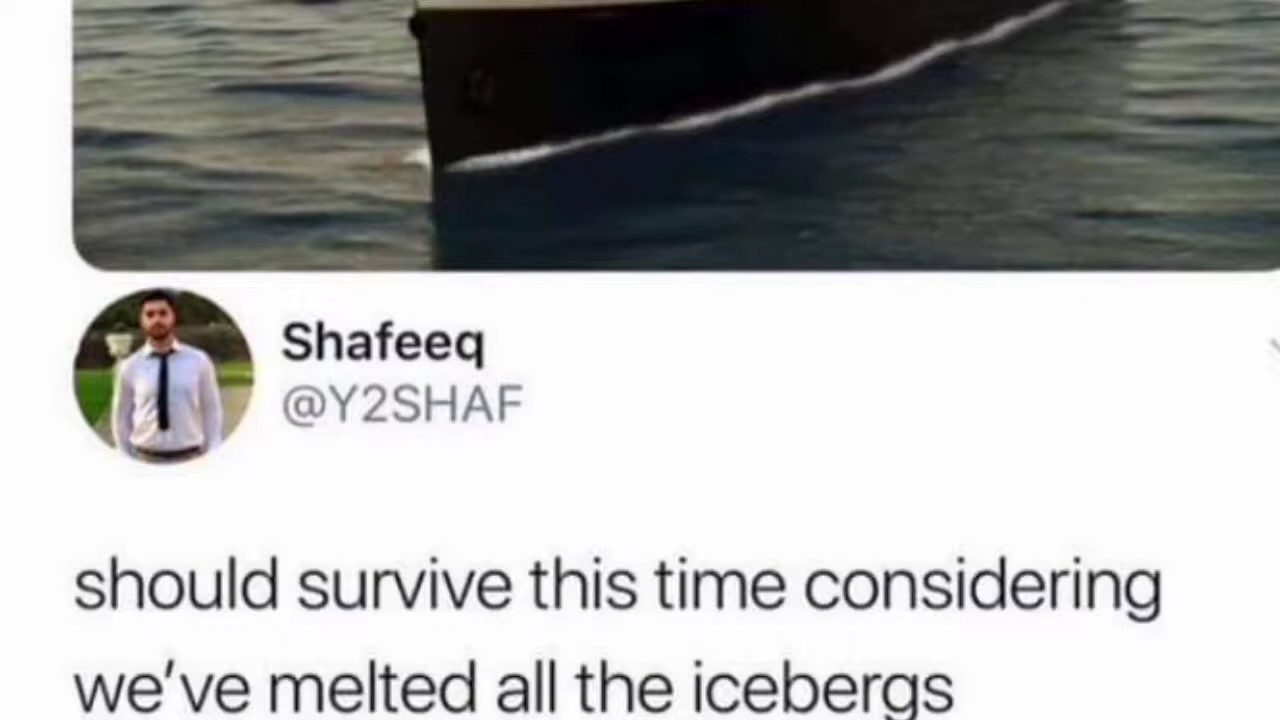 Shafeeq
@Y2SHAF
should survive this time considering
we've melted all the icebergs